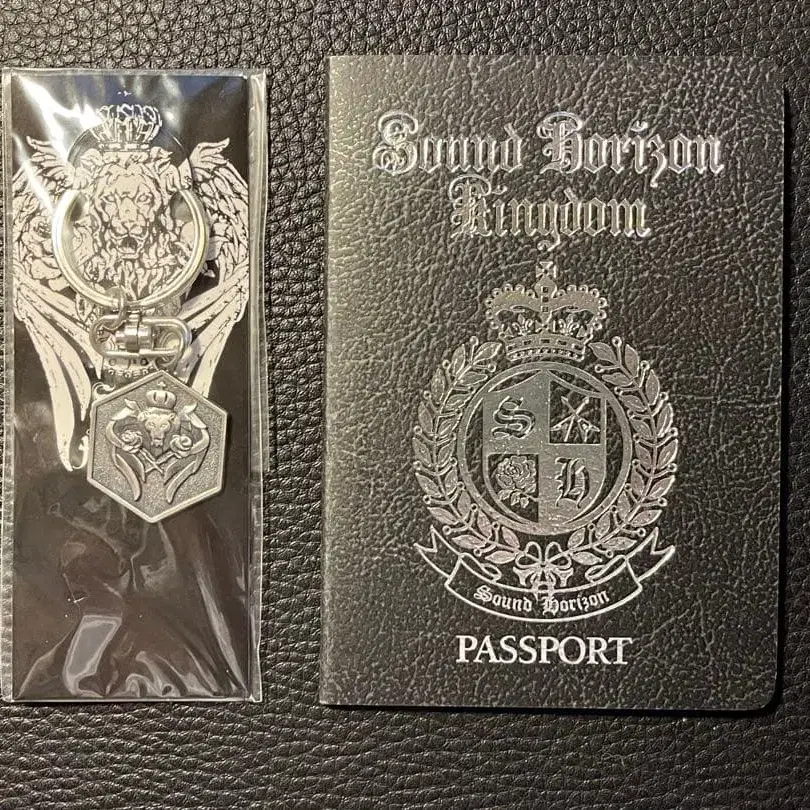 Sound Horizon
Kingdom
S
H
Sound Horizon
PASSPORT